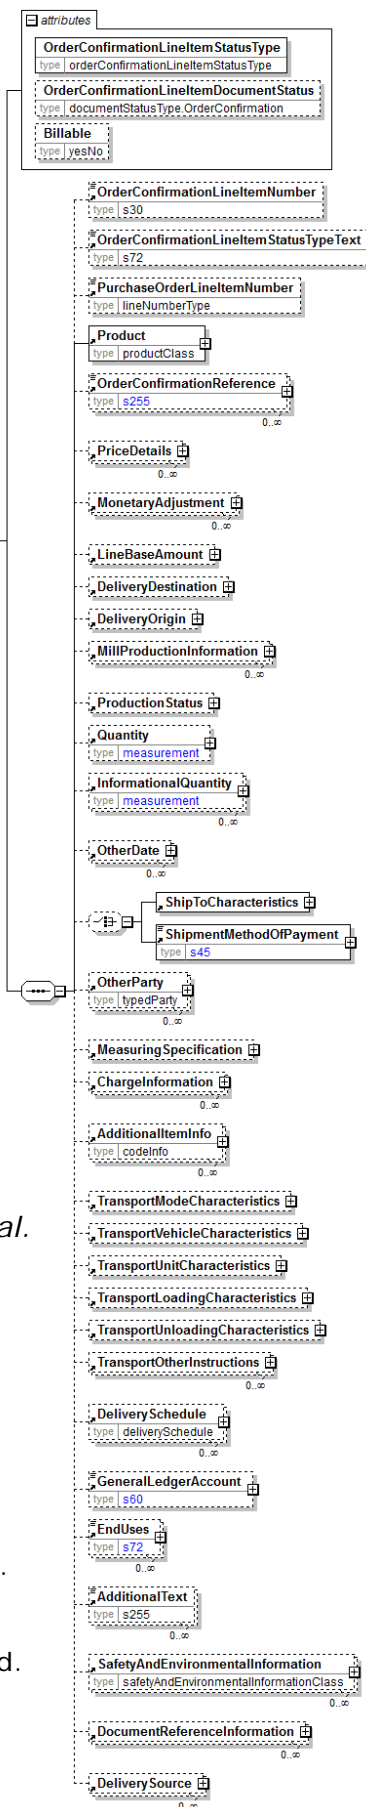 attributes
OrderConfirmationLineItemStatusType
type orderConfirmationLineItemStatusType
OrderConfirmationLineItemDocumentStatus
type documentStatusType.OrderConfirmation
Billable
type yesNo
OrderConfirmationLineItemNumber
type s30
OrderConfirmationLineItemStatusTypeText
type s72
PurchaseOrderLineItemNumber
type lineNumberType
Product
type productClass
OrderConfirmationReference
type s255
0..∞
PriceDetails
0..∞
MonetaryAdjustment
0..∞
LineBaseAmount
DeliveryDestination
DeliveryOrigin
MillProductionInformation
0..∞
ProductionStatus
Quantity
type measurement
InformationalQuantity
type measurement
0..∞
OtherDate
0..∞
ShipToCharacteristics
ShipmentMethodOfPayment
type s45
OtherParty
type typedParty
0..∞
MeasuringSpecification
ChargeInformation
0..∞
AdditionalItemInfo
type codeInfo
0..∞
TransportModeCharacteristics
al.
TransportVehicleCharacteristics
TransportUnitCharacteristics
TransportLoadingCharacteristics
TransportUnloadingCharacteristics
TransportOtherInstructions
0..∞
DeliverySchedule
type deliverySchedule
0..∞
GeneralLedgerAccount
type s60
EndUses
type s72
0..∞
.
AdditionalText
type s255
0..∞
d.
SafetyAndEnvironmentalInformation
type safetyAndEnvironmentalInformationClass
0..∞
DocumentReferenceInformation
0..∞
DeliverySource
0..∞